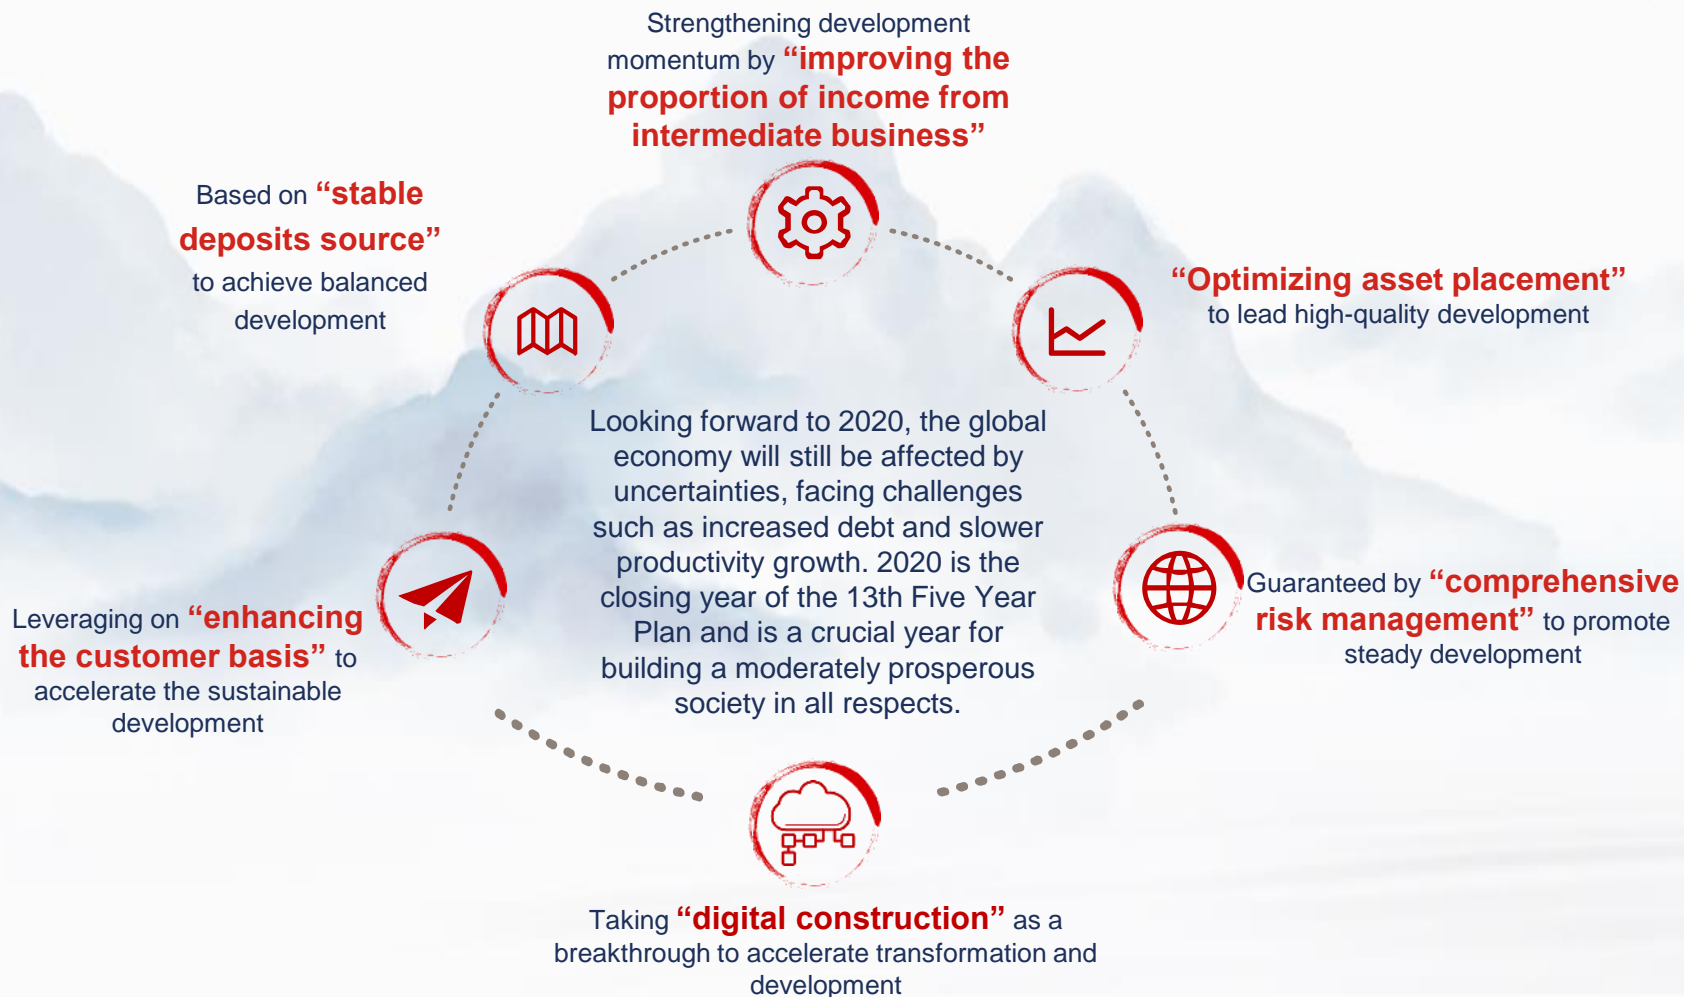 Strengthening development
momentum by “improving the
proportion of income from
intermediate business”
Based on “stable
deposits source”
to achieve balanced
development
“Optimizing asset placement”
to lead high-quality development
Looking forward to 2020, the global
economy will still be affected by
uncertainties, facing challenges
such as increased debt and slower
productivity growth. 2020 is the
closing year of the 13th Five Year
Plan and is a crucial year for
building a moderately prosperous
society in all respects.
Leveraging on “enhancing
the customer basis” to
accelerate the sustainable
development
Guaranteed by “comprehensive
risk management” to promote
steady development
Taking “digital construction” as a
breakthrough to accelerate transformation and
development